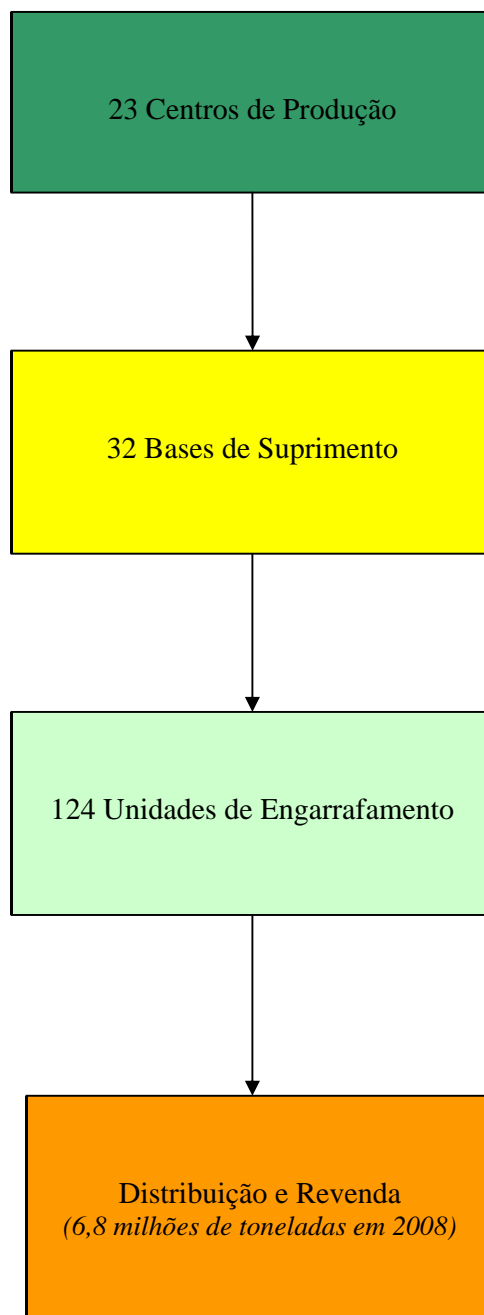 23 Centros de Produção
32 Bases de Suprimento
124 Unidades de Engarrafamento
Distribuição e Revenda
(6,8 milhões de toneladas em 2008)